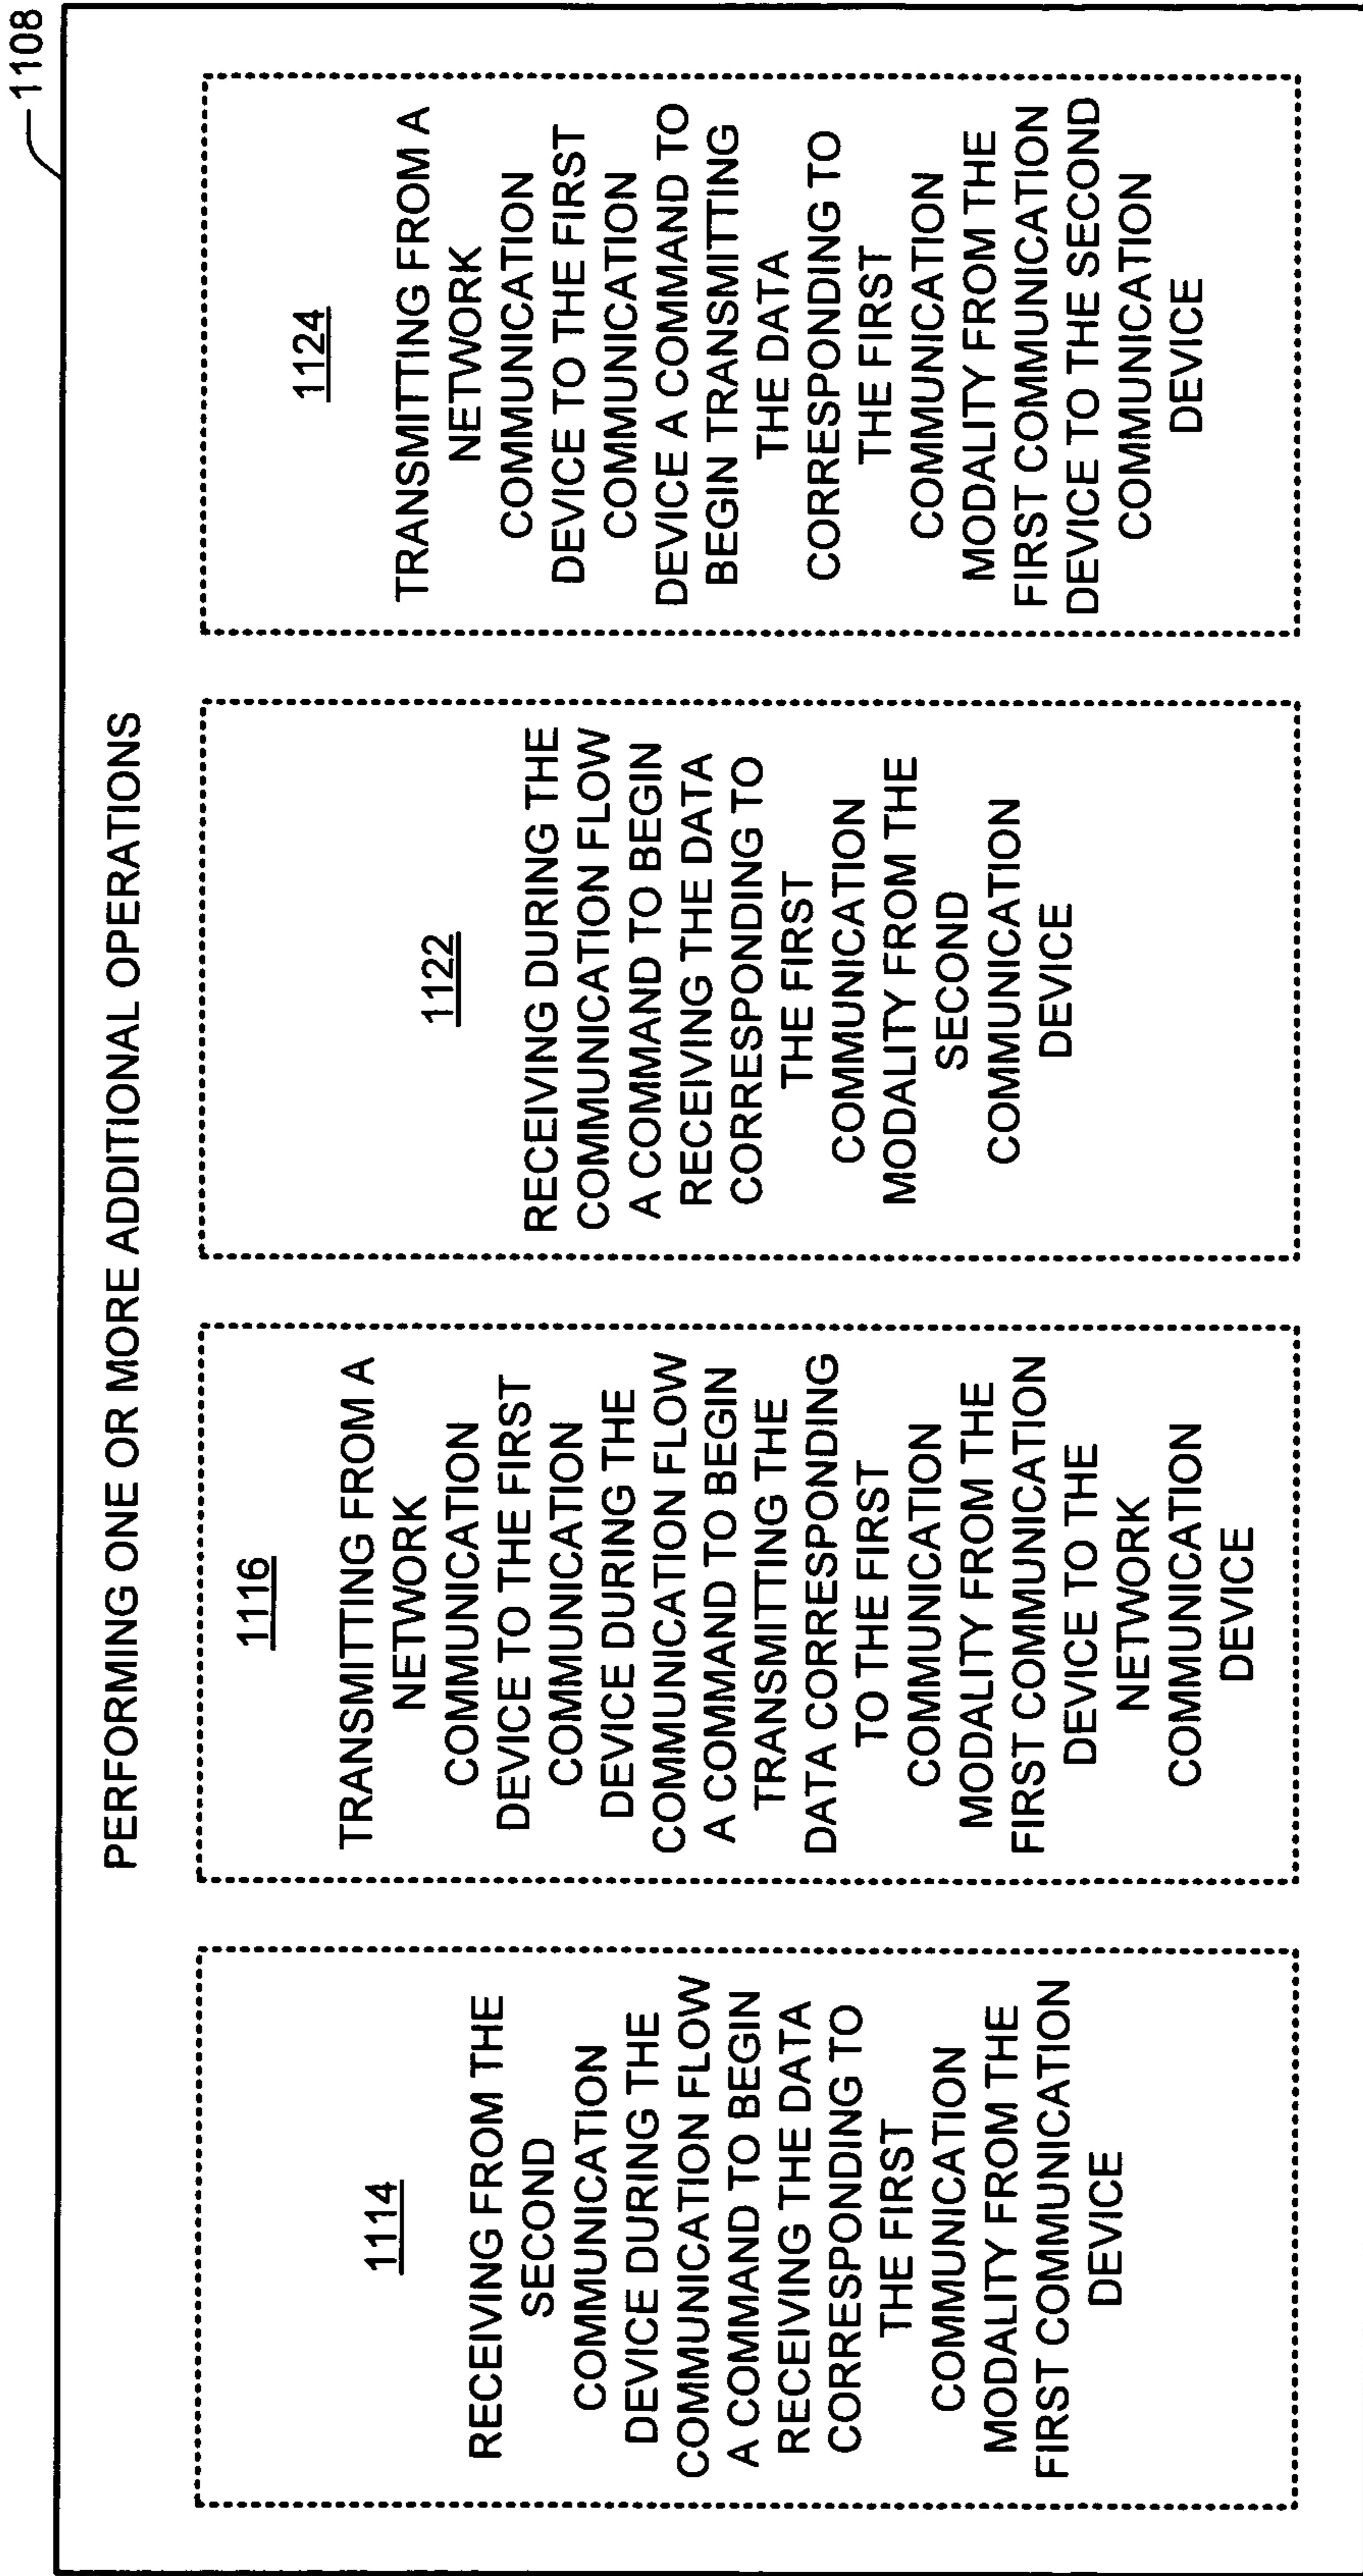 1108
PERFORMING ONE OR MORE ADDITIONAL OPERATIONS
1114
RECEIVING FROM THE
SECOND
COMMUNICATION
DEVICE DURING THE
COMMUNICATION FLOW
A COMMAND TO BEGIN
RECEIVING THE DATA
CORRESPONDING TO
THE FIRST
COMMUNICATION
MODALITY FROM THE
FIRST COMMUNICATION
DEVICE
1116
TRANSMITTING FROM A
NETWORK
COMMUNICATION
DEVICE TO THE FIRST
COMMUNICATION
DEVICE DURING THE
COMMUNICATION FLOW
A COMMAND TO BEGIN
TRANSMITTING THE
DATA CORRESPONDING
TO THE FIRST
COMMUNICATION
MODALITY FROM THE
FIRST COMMUNICATION
DEVICE TO THE
NETWORK
COMMUNICATION
DEVICE
1122
RECEIVING DURING THE
COMMUNICATION FLOW
A COMMAND TO BEGIN
RECEIVING THE DATA
CORRESPONDING TO
THE FIRST
COMMUNICATION
MODALITY FROM THE
SECOND
COMMUNICATION
DEVICE
1124
TRANSMITTING FROM A
NETWORK
COMMUNICATION
DEVICE TO THE FIRST
COMMUNICATION
DEVICE A COMMAND TO
BEGIN TRANSMITTING
THE DATA
CORRESPONDING TO
THE FIRST
COMMUNICATION
MODALITY FROM THE
FIRST COMMUNICATION
DEVICE TO THE SECOND
COMMUNICATION
DEVICE